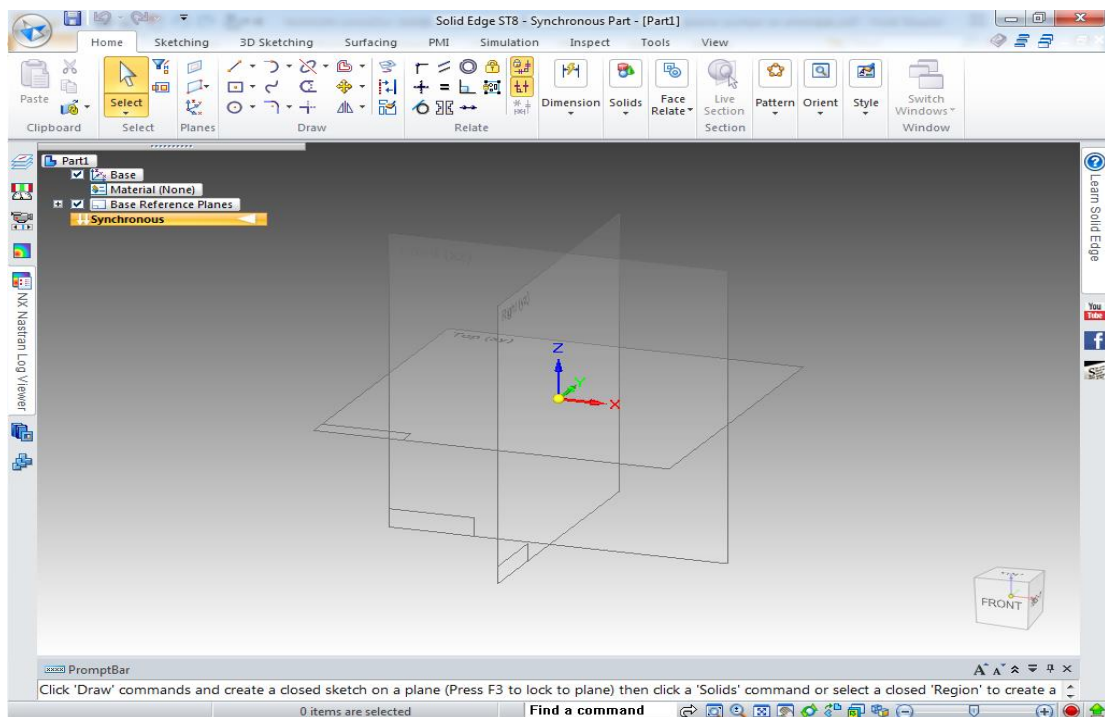 Solid Edge ST8 - Synchronous Part - [Part1]
Home Sketching 3D Sketching Surfacing PMI Simulation Inspect Tools View
Paste
Select
Dimension Solids Face Relate Live Section Pattern Orient Style Switch Windows
Clipboard Select Planes Draw Relate Section Window
Part1
Base
Material (None)
Base Reference Planes
Synchronous
NX Nastran Log Viewer
Learn Solid Edge
You Tube
Top (xy)
Z
Y
X
FRONT
PromptBar
Click 'Draw' commands and create a closed sketch on a plane (Press F3 to lock to plane) then click a 'Solids' command or select a closed 'Region' to create a
0 items are selected
Find a command